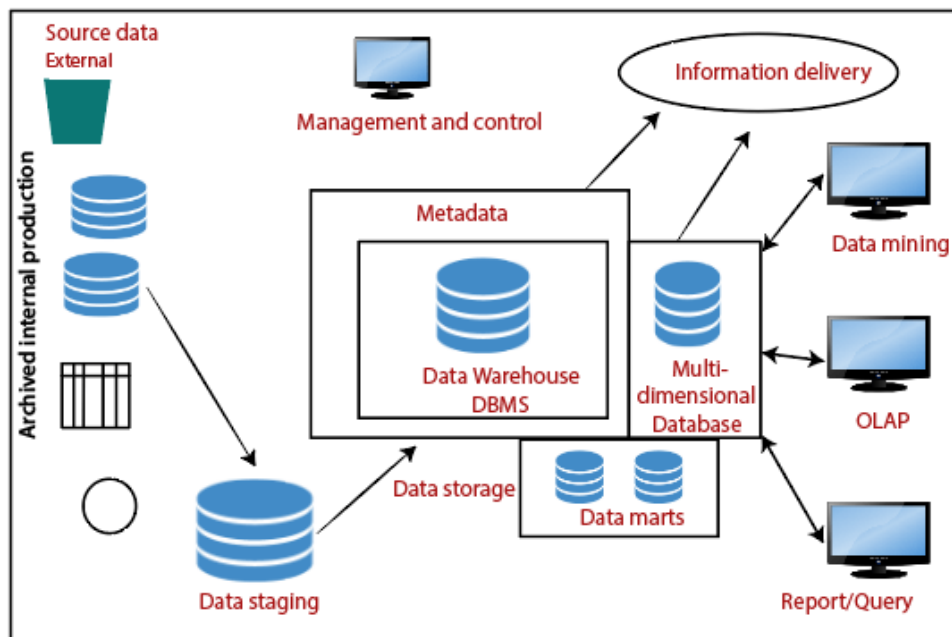 Source data
External
Archived internal production
Management and control
Information delivery
Metadata
Data Warehouse
DBMS
Multi-
dimensional
Database
Data mining
OLAP
Data storage
Data marts
Data staging
Report/Query